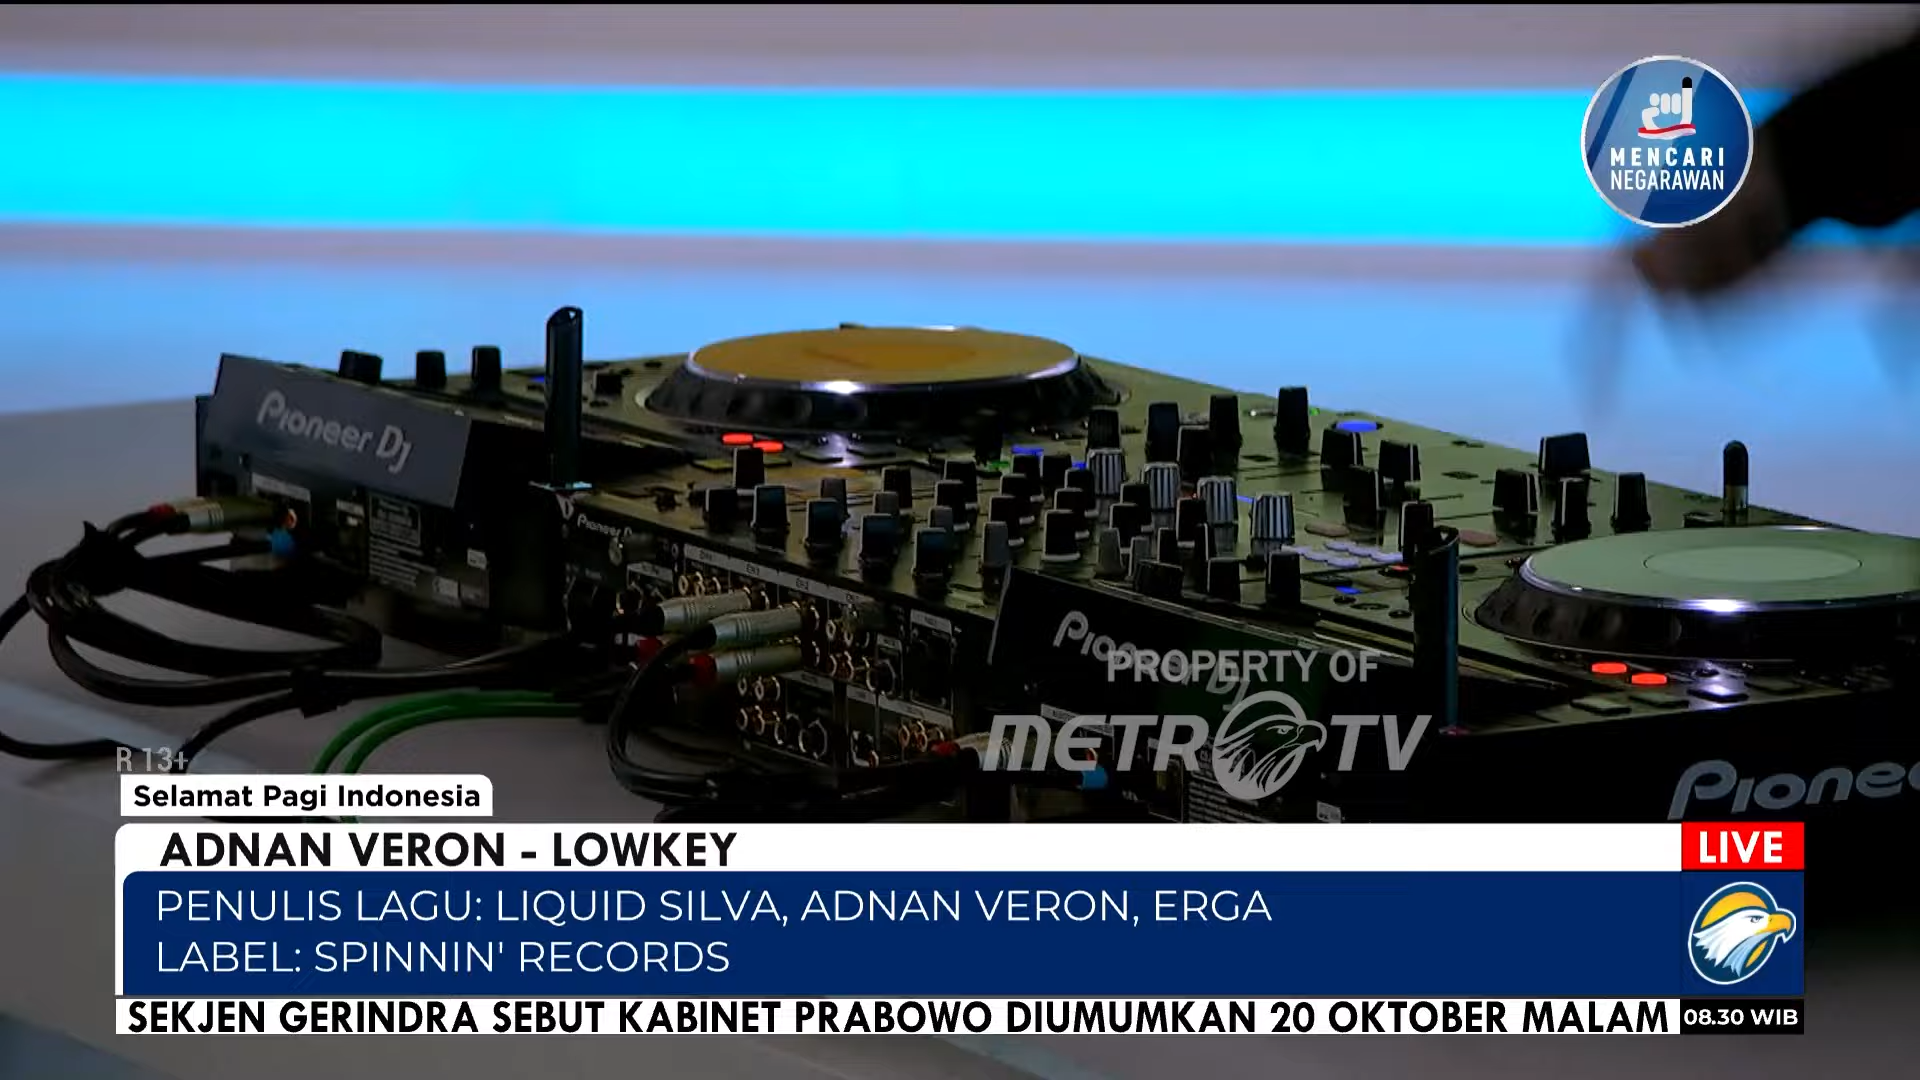 MENCARI
NEGARAWAN
Pioneer Dj
Pioneer
PROPERTY OF
METRO TV
R 13+
Selamat Pagi Indonesia
ADNAN VERON - LOWKEY
LIVE
PENULIS LAGU: LIQUID SILVA, ADNAN VERON, ERGA
LABEL: SPINNIN' RECORDS
SEKJEN GERINDRA SEBUT KABINET PRABOWO DIUMUMKAN 20 OKTOBER MALAM
08.30 WIB